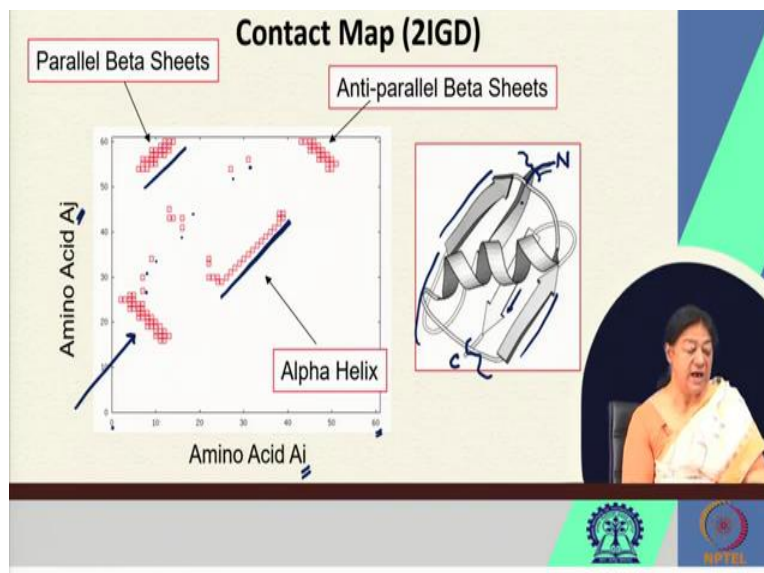 Contact Map (2IGD)
Parallel Beta Sheets
Anti-parallel Beta Sheets
60
50
40
30
20
10
0
0 10 20 30 40 50 60
Amino Acid Aj
Amino Acid Ai
Alpha Helix
N
C
NPTEL